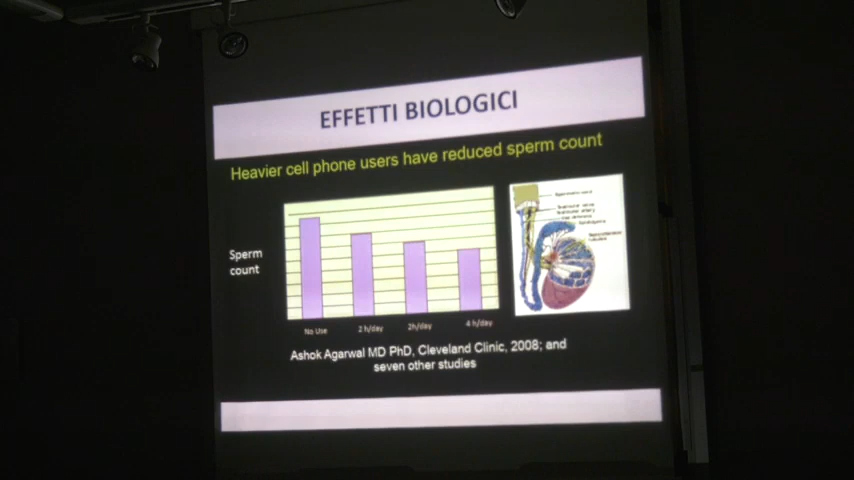 EFFETTI BIOLOGICI
Heavier cell phone users have reduced sperm count
Sperm
count
No Use
2 h/day
2h/day
4 h/day
Ashok Agarwal MD PhD, Cleveland Clinic, 2008; and
seven other studies